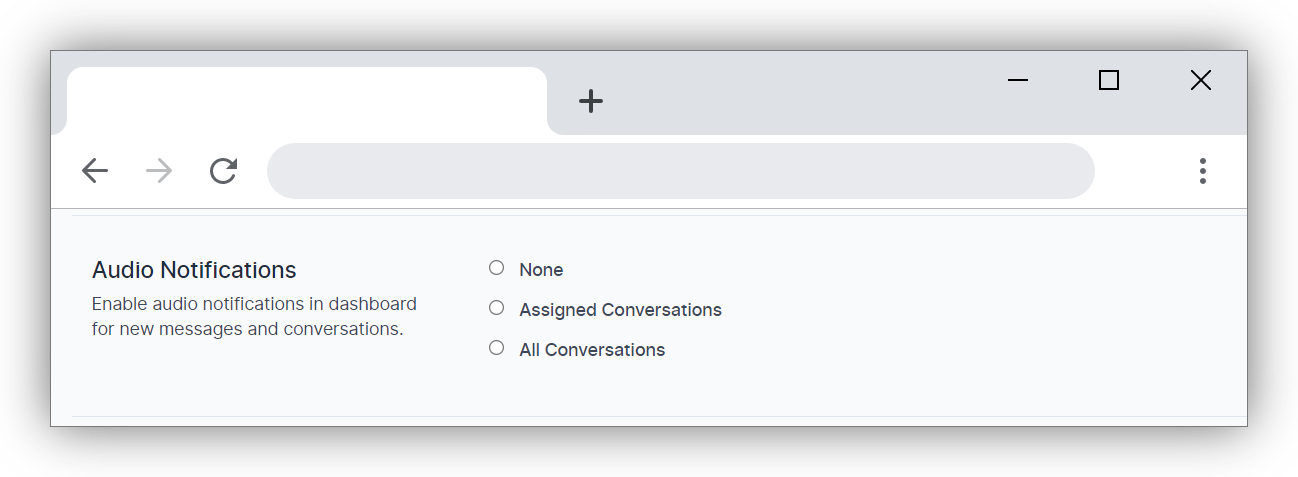 Audio Notifications
Enable audio notifications in dashboard
for new messages and conversations.
None
Assigned Conversations
All Conversations